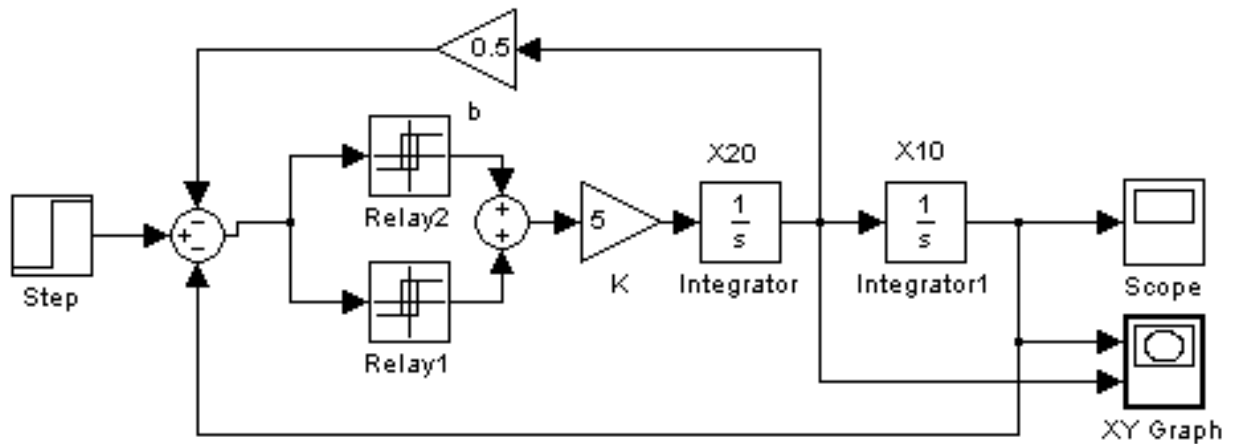 0.5
b
X20
X10
+
−
−
Relay2
+
+
5
1
s
1
s
Step
K
Integrator
Integrator1
Scope
Relay1
XY Graph